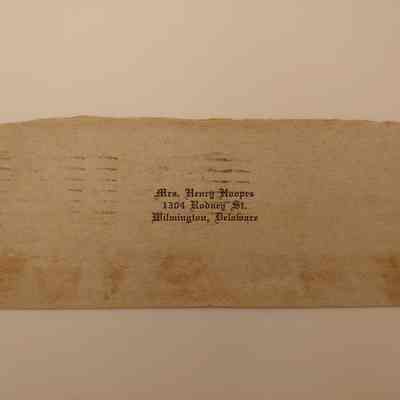 Mrs. Henry Hoopes
1304 Rodney St.
Wilmington, Delaware